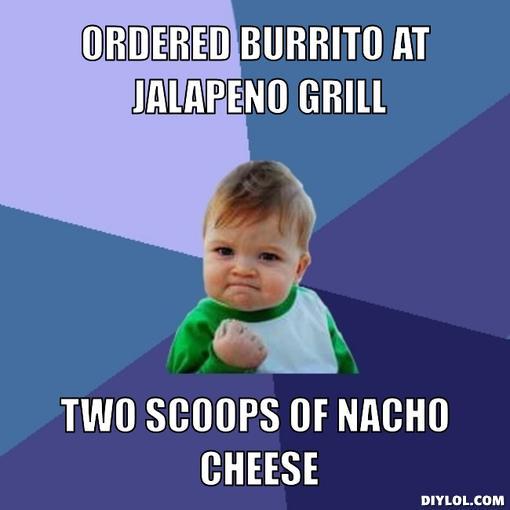 ORDERED BURRITO AT
JALAPENO GRILL
TWO SCOOPS OF NACHO
CHEESE
DIYLOL.COM